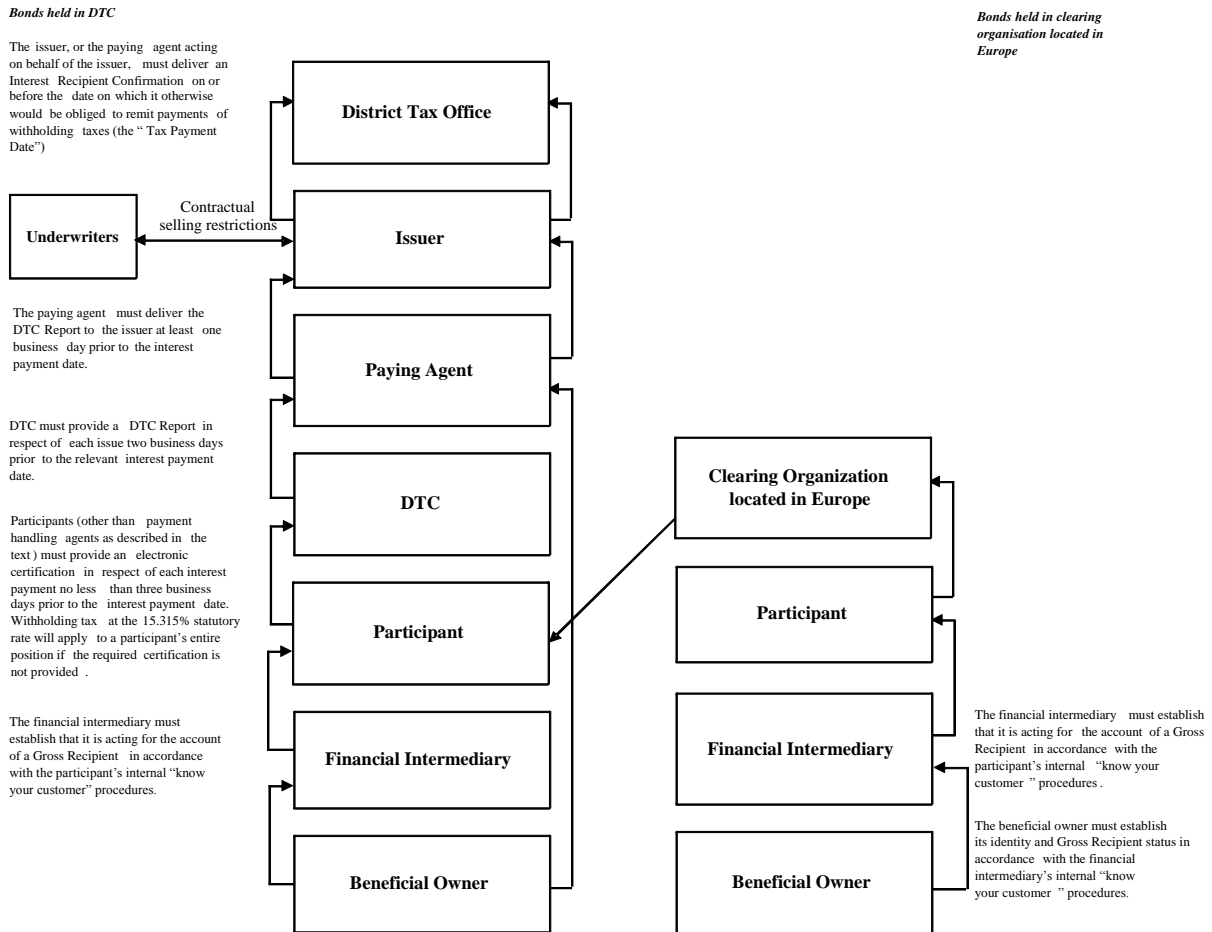 Bonds held in DTC
The issuer, or the paying agent acting
on behalf of the issuer, must deliver an
Interest Recipient Confirmation on or
before the date on which it otherwise
would be obliged to remit payments of
withholding taxes (the “ Tax Payment
Date”)
Bonds held in clearing
organisation located in
Europe
District Tax Office
Contractual
selling restrictions
Underwriters
Issuer
The paying agent must deliver the
DTC Report to the issuer at least one
business day prior to the interest
payment date.
Paying Agent
DTC must provide a DTC Report in
respect of each issue two business days
prior to the relevant interest payment
date.
DTC
Clearing Organization
located in Europe
Participants (other than payment
handling agents as described in the
text ) must provide an electronic
certification in respect of each interest
payment no less than three business
days prior to the interest payment date.
Withholding tax at the 15.315% statutory
rate will apply to a participant’s entire
position if the required certification is
not provided .
Participant
Participant
The financial intermediary must
establish that it is acting for the account
of a Gross Recipient in accordance
with the participant’s internal “know
your customer” procedures.
Financial Intermediary
Financial Intermediary
The financial intermediary must establish
that it is acting for the account of a Gross
Recipient in accordance with the
participant’s internal “know your
customer ” procedures .
Beneficial Owner
Beneficial Owner
The beneficial owner must establish
its identity and Gross Recipient status in
accordance with the financial
intermediary’s internal “know
your customer ” procedures.